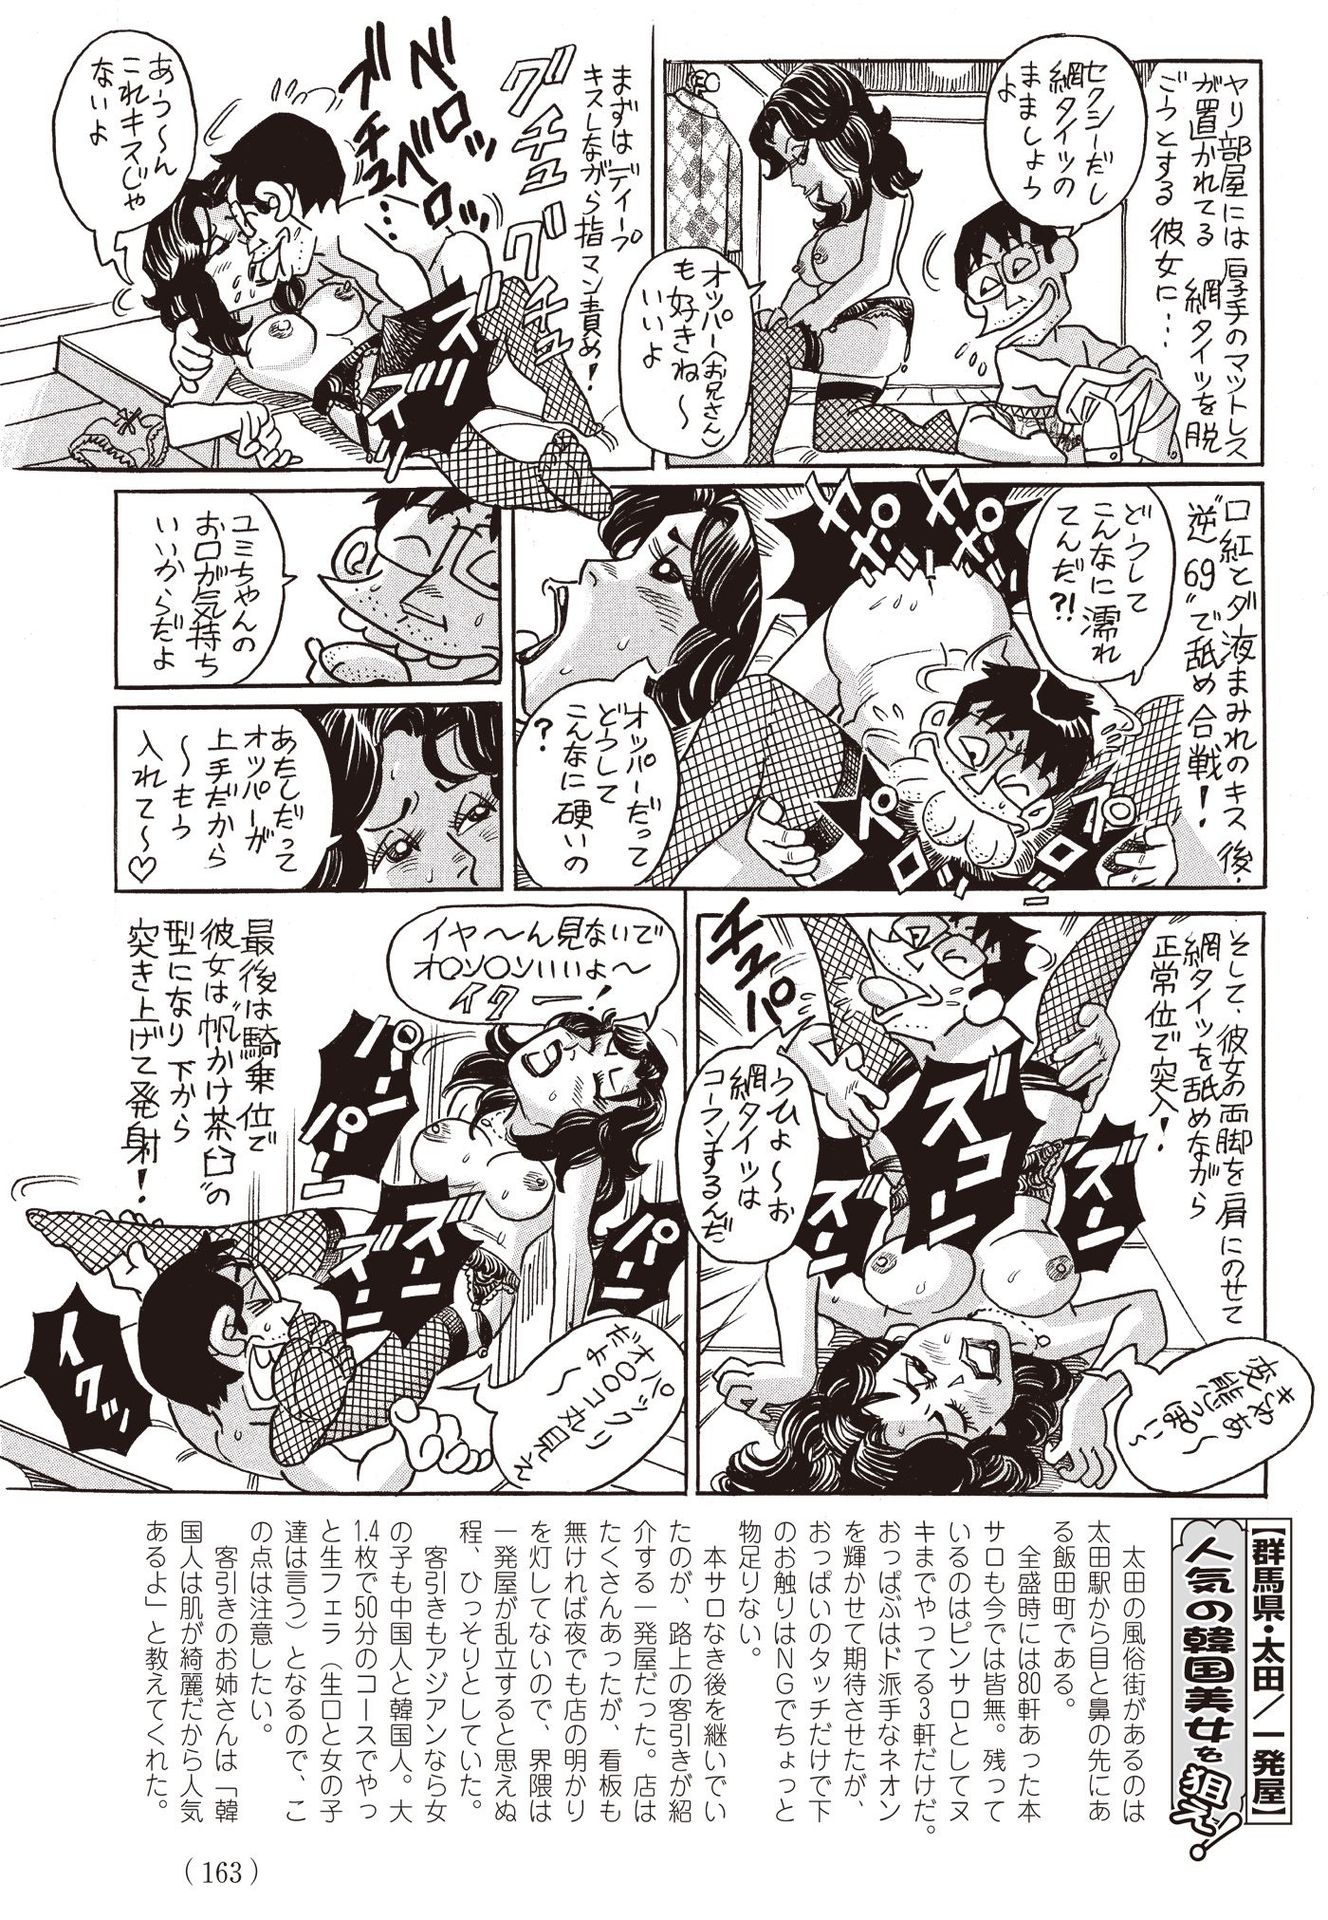 ヤリ部屋には厚手のマットレス
が置かれてる 網タイツを脱
ごうとする 彼女に…
セクシーだし
網タイツの
ままましよう
よ
オッパー(お兄さん)
も好きね〜
いいよ
まずはディープ
キスしながら指マン責め!
グチュ
グチュ
ベロッ
チュベロ
ズチュ…
ズッ
ズイッ
あう〜ん
これキスじゃ
ないよ
口紅とダ液まみれのキス後、
“逆69”で舐め合戦!
どうして
こんなに濡れ
てんだ?!
オッパーだって
どうして
こんなに硬いの
?
ペロペロ
ユミちゃんの
お口が気持ち
いいからだよ
あたしだって
オッパーが
上手だから
〜もう
入れて〜♡
そして、彼女の両脚を肩にのせて
網タイツを舐めながら
正常位で突入!
チュパ
うひょ〜お
網タイツは
コーフンするんだ
ズコーン
ズーン
ズーン
最後は騎乗位で
彼女は“帆かけ茶臼”の
型になり 下から
突き上げて発射!
イヤ〜ん見ないで
オ〇ン〇ンいいよ〜
イクー!
パーン
パーン
パーン
ズーン
ズーン
イクッ
【群馬県・太田/一発屋】
人気の韓国美女を狙え!
太田の風俗街があるのは
太田駅から目と鼻の先にあ
る飯田町である。
全盛時には80軒あった本
サロも今では皆無。残って
いるのはピンサロとしてヌ
キまでやってる3軒だけだ。
おっぱぶはド派手なネオン
を輝かせて期待させたが、
おっぱいのタッチだけで下
のお触りはNGでちょっと
物足りない。
本サロなき後を継いでい
たのが、路上の客引きが紹
介する一発屋だった。店は
たくさんあったが、看板も
無ければ夜でも店の明かり
を灯してないので、界隈は
一発屋が乱立すると思えぬ
程、ひっそりとしていた。
客引きもアジアンなら女
の子も中国人と韓国人。大
1.4枚で50分のコースでやっ
と生フェラ(生口と女の子
達は言う)となるので、こ
の点は注意したい。
客引きのお姉さんは「韓
国人は肌が綺麗だから人気
あるよ」と教えてくれた。
(163)